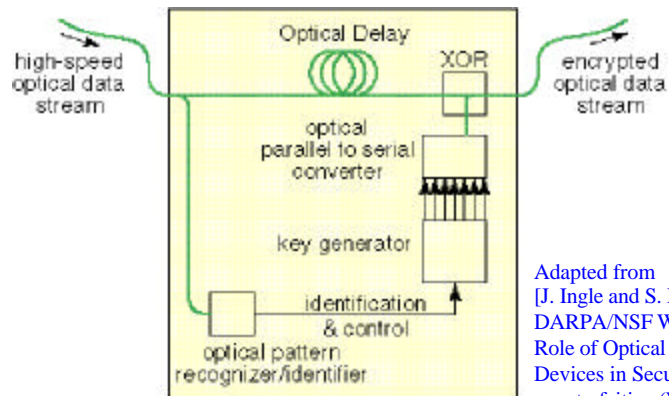 Optical Delay
XOR
high-speed
optical data
stream
encrypted
optical data
stream
optical
parallel to serial
converter
key generator
identification
& control
optical pattern
recognizer/identifier
Adapted from
[J. Ingle and S.
DARPA/NSF
Role of Optical
Devices in